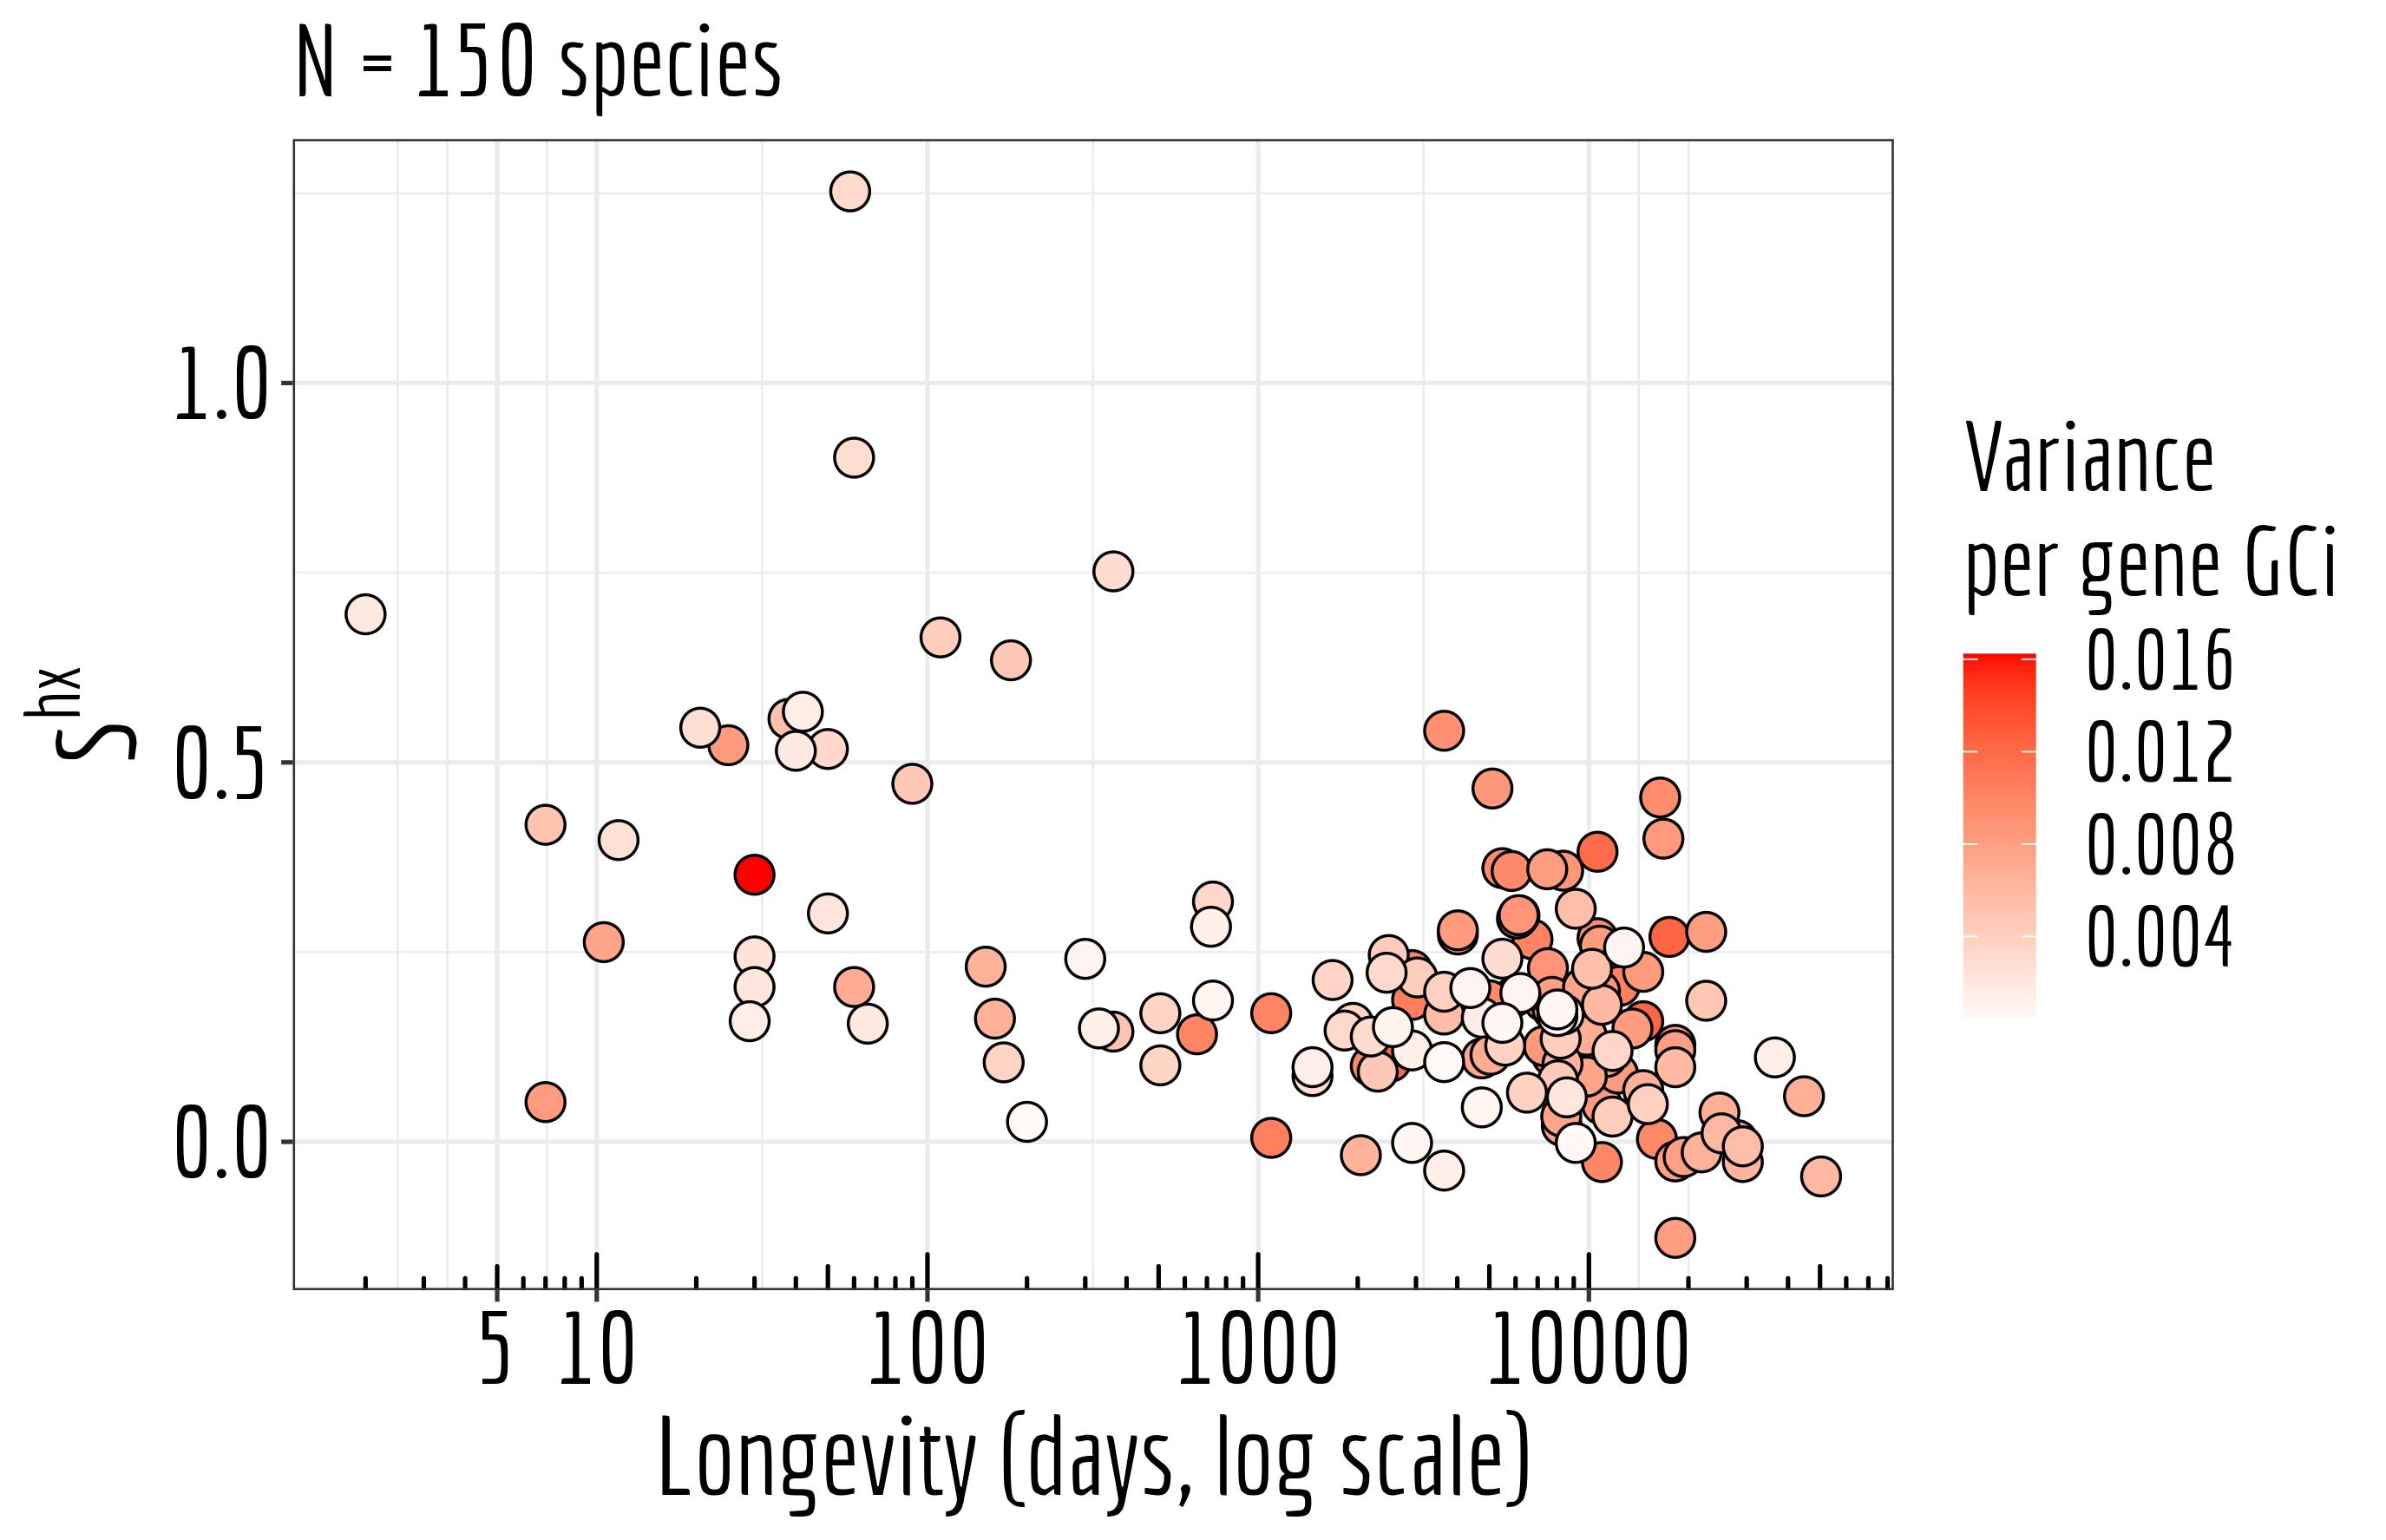 N = 150 species
S hx
1.0
0.5
0.0
5 10 100 1000 10000
Longevity (days, log scale)
Variance
per gene GCi
0.016
0.012
0.008
0.004